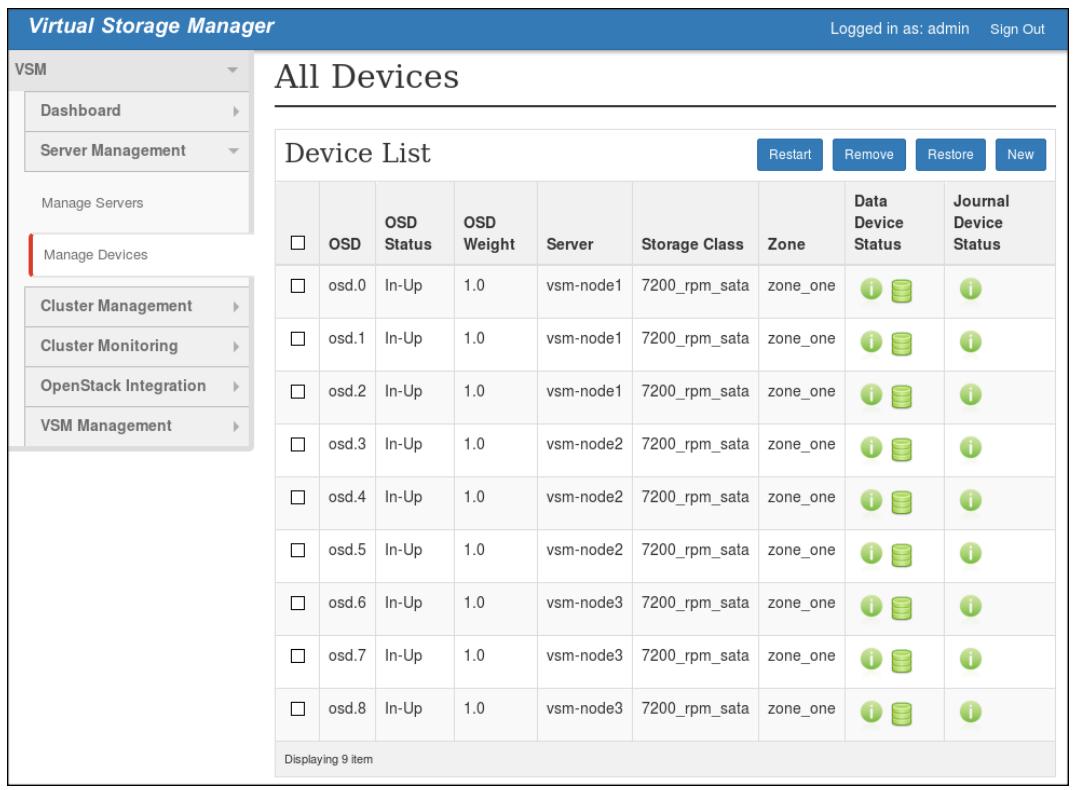 Virtual Storage Manager
Logged in as: admin Sign Out
VSM
Dashboard
Server Management
Manage Servers
Manage Devices
Cluster Management
Cluster Monitoring
OpenStack Integration
VSM Management
All Devices
Device List
Restart Remove Restore New
OSD
OSD Status
OSD Weight
Server
Storage Class
Zone
Data Device Status
Journal Device Status
osd.0 In-Up 1.0 vsm-node1 7200_rpm_sata zone_one
osd.1 In-Up 1.0 vsm-node1 7200_rpm_sata zone_one
osd.2 In-Up 1.0 vsm-node1 7200_rpm_sata zone_one
osd.3 In-Up 1.0 vsm-node2 7200_rpm_sata zone_one
osd.4 In-Up 1.0 vsm-node2 7200_rpm_sata zone_one
osd.5 In-Up 1.0 vsm-node2 7200_rpm_sata zone_one
osd.6 In-Up 1.0 vsm-node3 7200_rpm_sata zone_one
osd.7 In-Up 1.0 vsm-node3 7200_rpm_sata zone_one
osd.8 In-Up 1.0 vsm-node3 7200_rpm_sata zone_one
Displaying 9 item